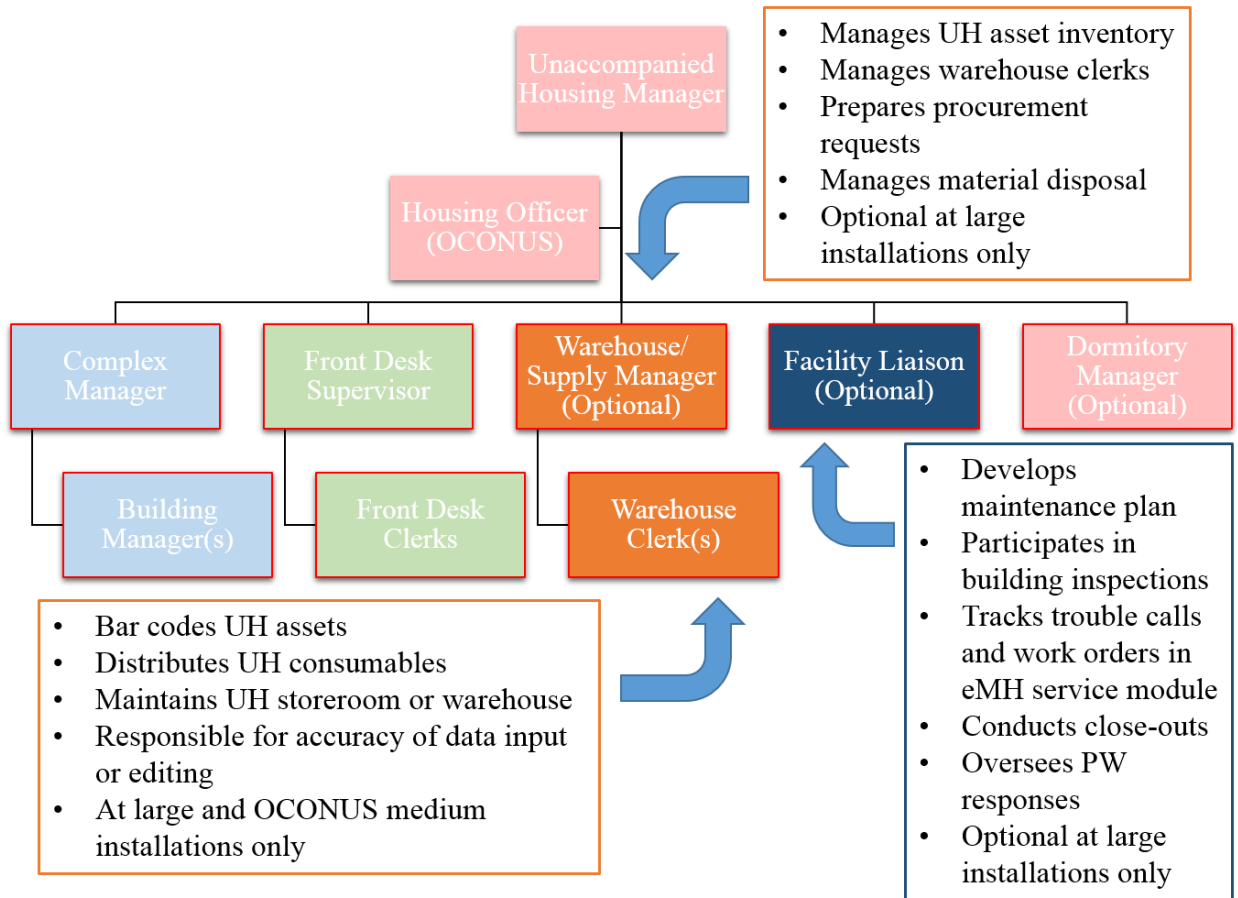 Unaccompanied
Housing Manager
• Manages UH asset inventory
• Manages warehouse clerks
• Prepares procurement
requests
• Manages material disposal
• Optional at large
installations only
Housing Officer
(OCONUS)
Complex
Manager
Front Desk
Supervisor
Warehouse/
Supply Manager
(Optional)
Facility Liaison
(Optional)
Dormitory
Manager
(Optional)
Building
Manager(s)
Front Desk
Clerks
Warehouse
Clerk(s)
• Develops
maintenance plan
• Participates in
building inspections
• Tracks trouble calls
and work orders in
eMH service module
• Conducts close-outs
• Oversees PW
responses
• Optional at large
installations only
• Bar codes UH assets
• Distributes UH consumables
• Maintains UH storeroom or warehouse
• Responsible for accuracy of data input
or editing
• At large and OCONUS medium
installations only